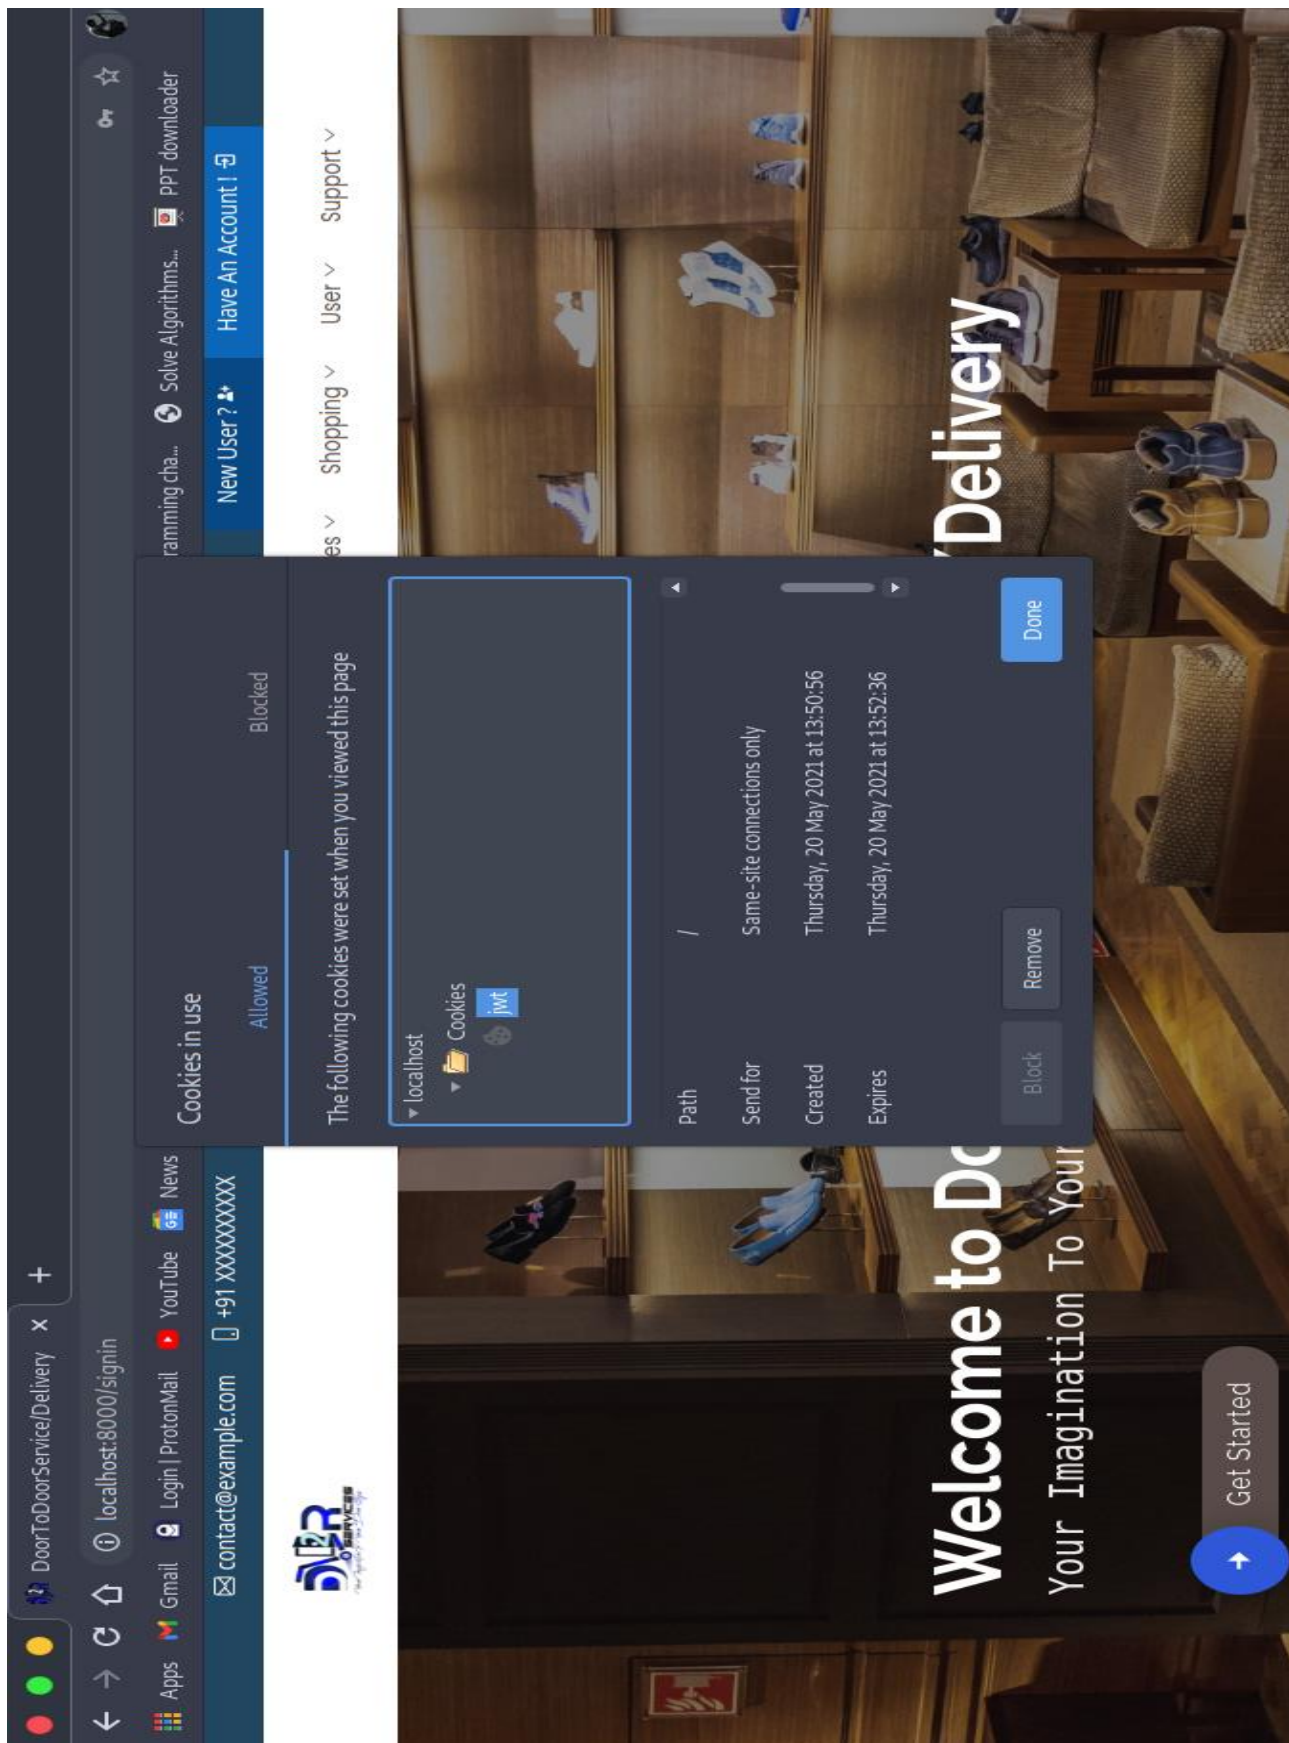 DoorToDoorService/Delivery
localhost:8000/signin
Apps Gmail Login | ProtonMail YouTube News ramming cha... Solve Algorithms... PPT downloader
contact@example.com +91 XXXXXXXXXX New User ? Have An Account !
SERVICES
es Shopping User Support
Cookies in use
Allowed Blocked
The following cookies were set when you viewed this page
localhost
Cookies
jwt
Path /
Send for Same-site connections only
Created Thursday, 20 May 2021 at 13:50:56
Expires Thursday, 20 May 2021 at 13:52:36
Block Remove Done
Welcome to Do Delivery
Your Imagination To Your
Get Started